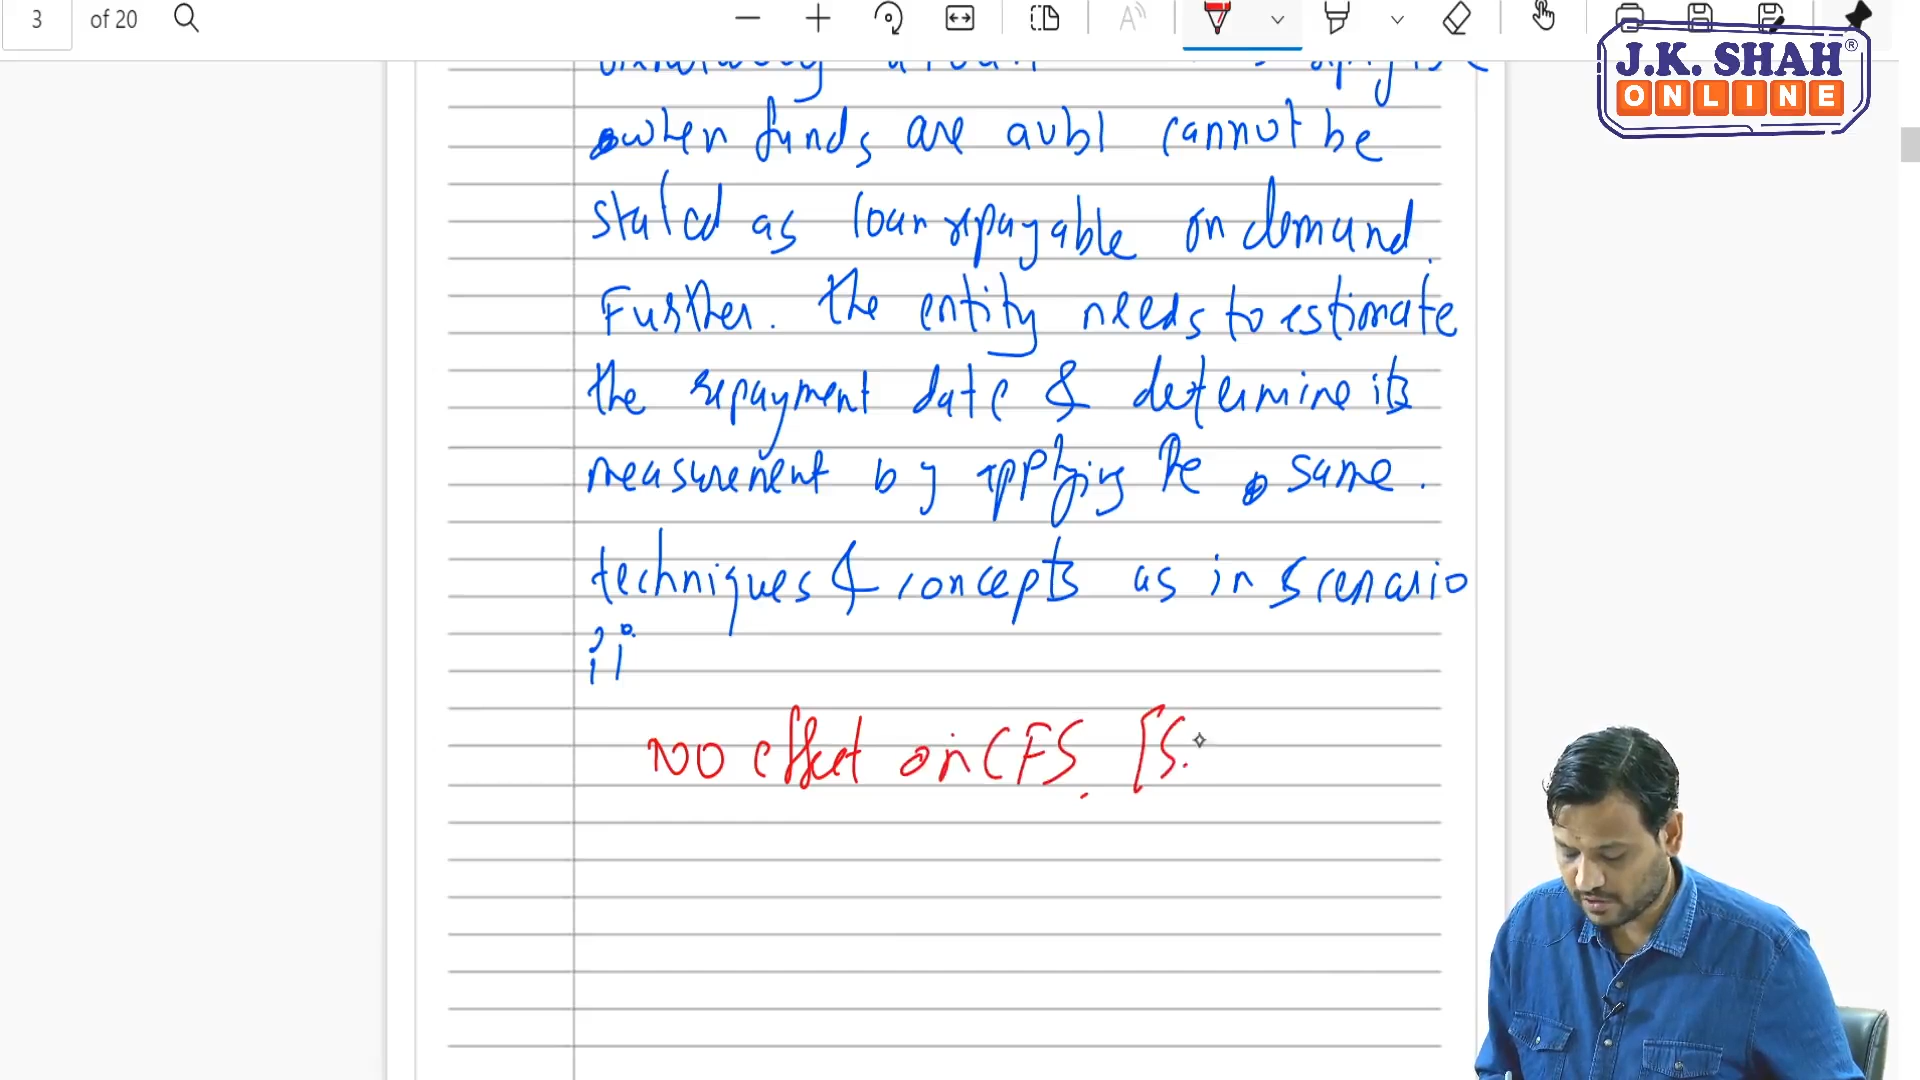 3 of 20
J.K. SHAH®
ONLINE
when funds are avbl cannot be
stated as loan repayable on demand.
Further. the entity needs to estimate
the repayment date & determine its
measurement by applying the same.
techniques & concepts as in scenario
ii
NO effect on CFS. [S.